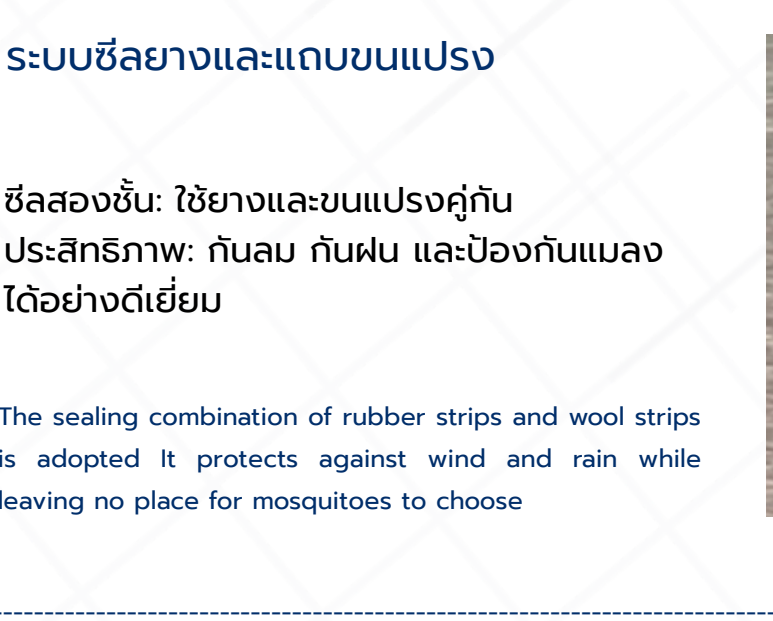 ระบบซีลยางและแถบขนแปรง
ซีลสองชั้น: ใช้ยางและขนแปรงคู่กัน
ประสิทธิภาพ: กันลม กันฝน และป้องกันแมลง
ได้อย่างดีเยี่ยม
The sealing combination of rubber strips and wool strips
is adopted It protects against wind and rain while
leaving no place for mosquitoes to choose